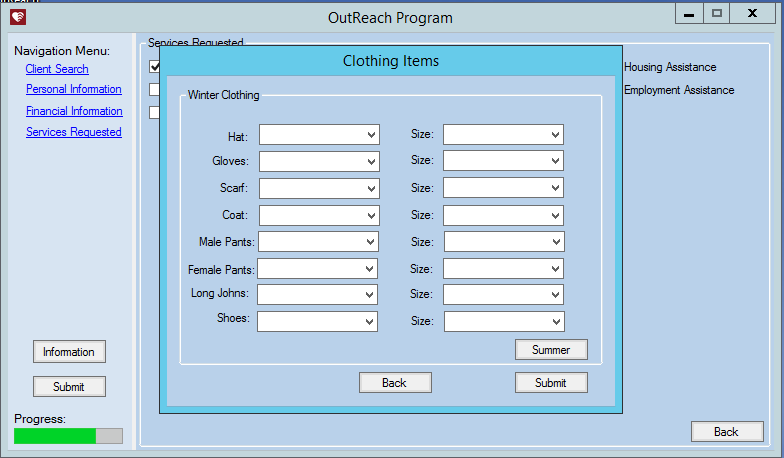 OutReach Program
Navigation Menu:
Client Search
Personal Information
Financial Information
Services Requested
Information
Submit
Progress:
Services Requested
Housing Assistance
Employment Assistance
Clothing Items
Winter Clothing
Hat: Size:
Gloves: Size:
Scarf: Size:
Coat: Size:
Male Pants: Size:
Female Pants: Size:
Long Johns: Size:
Shoes: Size:
Summer
Back Submit
Back